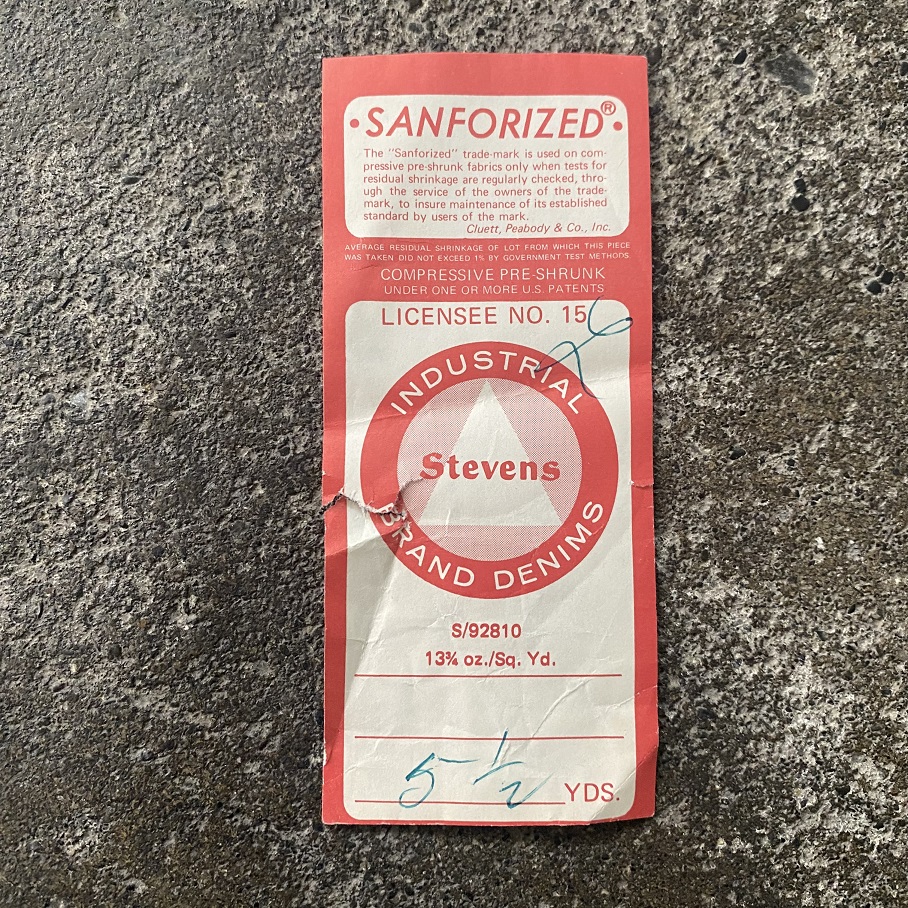 • SANFORIZED® •
The "Sanforized" trade-mark is used on com-
pressive pre-shrunk fabrics only when tests for
residual shrinkage are regularly checked, thro-
ugh the service of the owners of the trade-
mark, to insure maintenance of its established
standard by users of the mark.
Cluett, Peabody & Co., Inc.
AVERAGE RESIDUAL SHRINKAGE OF LOT FROM WHICH THIS PIECE
WAS TAKEN DID NOT EXCEED 1% BY GOVERNMENT TEST METHODS.
COMPRESSIVE PRE-SHRUNK
UNDER ONE OR MORE U.S. PATENTS
LICENSEE NO. 15
26
INDUSTRIAL
Stevens
BRAND DENIMS
S/92810
13¾ oz./Sq. Yd.
5-1/2 YDS.